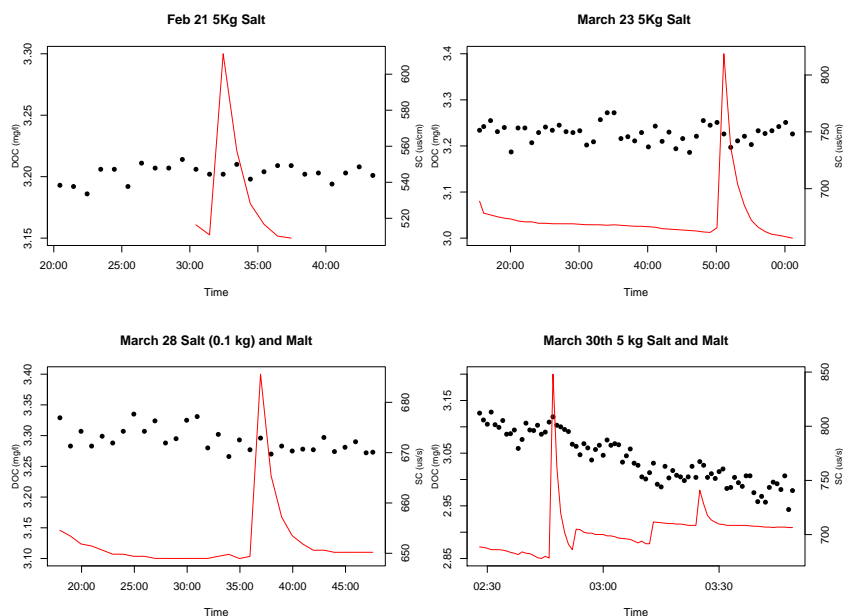 Feb 21 5Kg Salt
3.30
3.25
3.20
3.15
DOC (mg/l)
600
580
560
540
520
SC (us/cm)
20:00 25:00 30:00 35:00 40:00
Time
March 23 5Kg Salt
3.4
3.3
3.2
3.1
3.0
DOC (mg/l)
800
750
700
SC (us/cm)
20:00 30:00 40:00 50:00 00:00
Time
March 28 Salt (0.1 kg) and Malt
3.40
3.35
3.30
3.25
3.20
3.15
3.10
DOC (mg/l)
680
670
660
650
SC (us/s)
20:00 25:00 30:00 35:00 40:00 45:00
Time
March 30th 5 kg Salt and Malt
3.15
3.05
2.95
2.85
DOC (mg/l)
850
800
750
700
SC (us/s)
02:30 03:00 03:30
Time